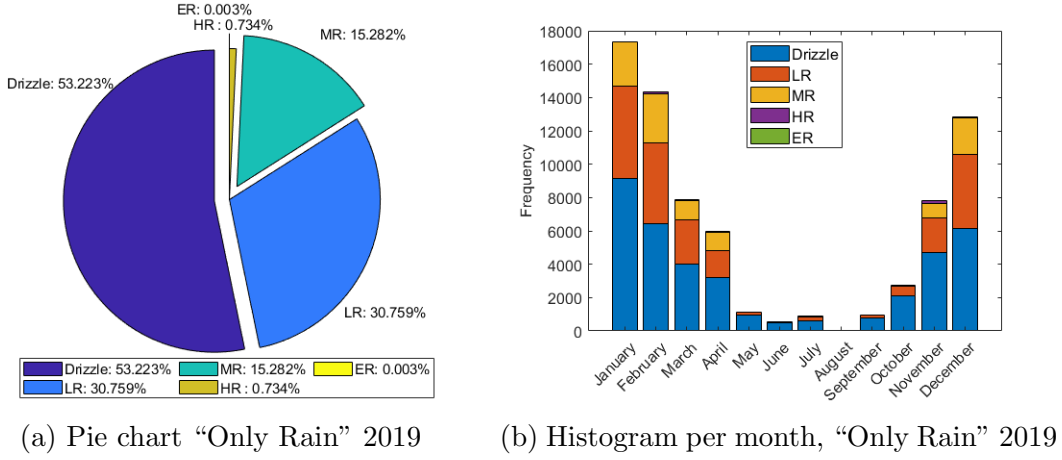 ER: 0.003%
HR : 0.734%
MR: 15.282%
Drizzle: 53.223%
LR: 30.759%
Drizzle: 53.223%
MR: 15.282%
ER: 0.003%
LR: 30.759%
HR : 0.734%
(a) Pie chart “Only Rain” 2019
18000
16000
14000
12000
10000
8000
6000
4000
2000
0
Frequency
Drizzle
LR
MR
HR
ER
January
February
March
April
May
June
July
August
September
October
November
December
(b) Histogram per month, “Only Rain” 2019